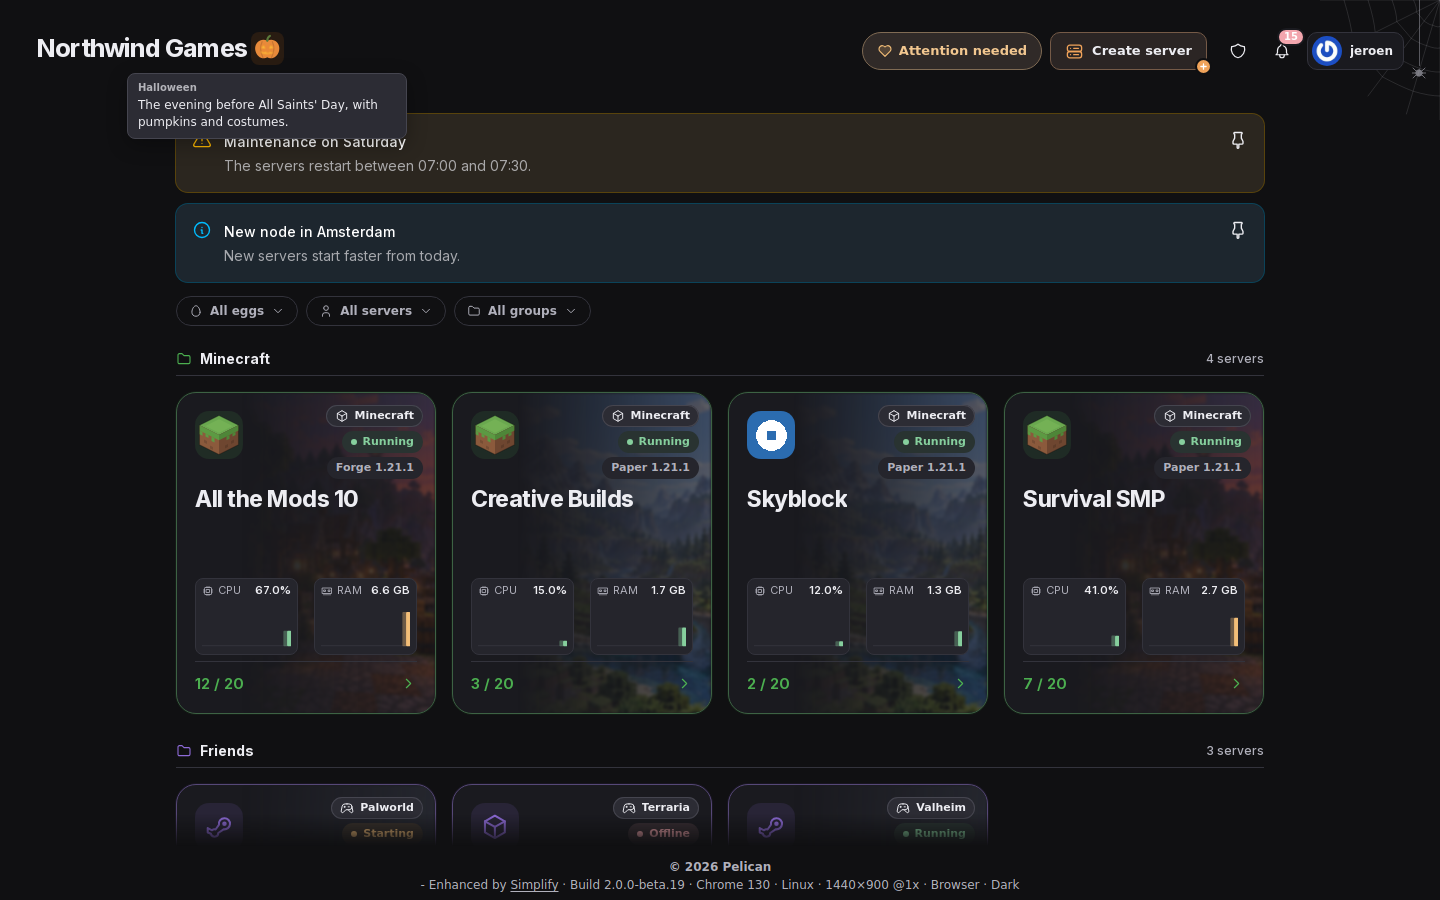 Northwind Games
Attention needed
Create server
15
jeroen
Halloween
The evening before All Saints' Day, with
pumpkins and costumes.
Maintenance on Saturday
The servers restart between 07:00 and 07:30.
New node in Amsterdam
New servers start faster from today.
All eggs
All servers
All groups
Minecraft
4 servers
Minecraft
Running
Forge 1.21.1
All the Mods 10
CPU 67.0%
RAM 6.6 GB
12 / 20
Minecraft
Running
Paper 1.21.1
Creative Builds
CPU 15.0%
RAM 1.7 GB
3 / 20
Minecraft
Running
Paper 1.21.1
Skyblock
CPU 12.0%
RAM 1.3 GB
2 / 20
Minecraft
Running
Paper 1.21.1
Survival SMP
CPU 41.0%
RAM 2.7 GB
7 / 20
Friends
3 servers
Palworld
Starting
Terraria
Offline
Valheim
Running
© 2026 Pelican
- Enhanced by Simplify · Build 2.0.0-beta.19 · Chrome 130 · Linux · 1440×900 @1x · Browser · Dark